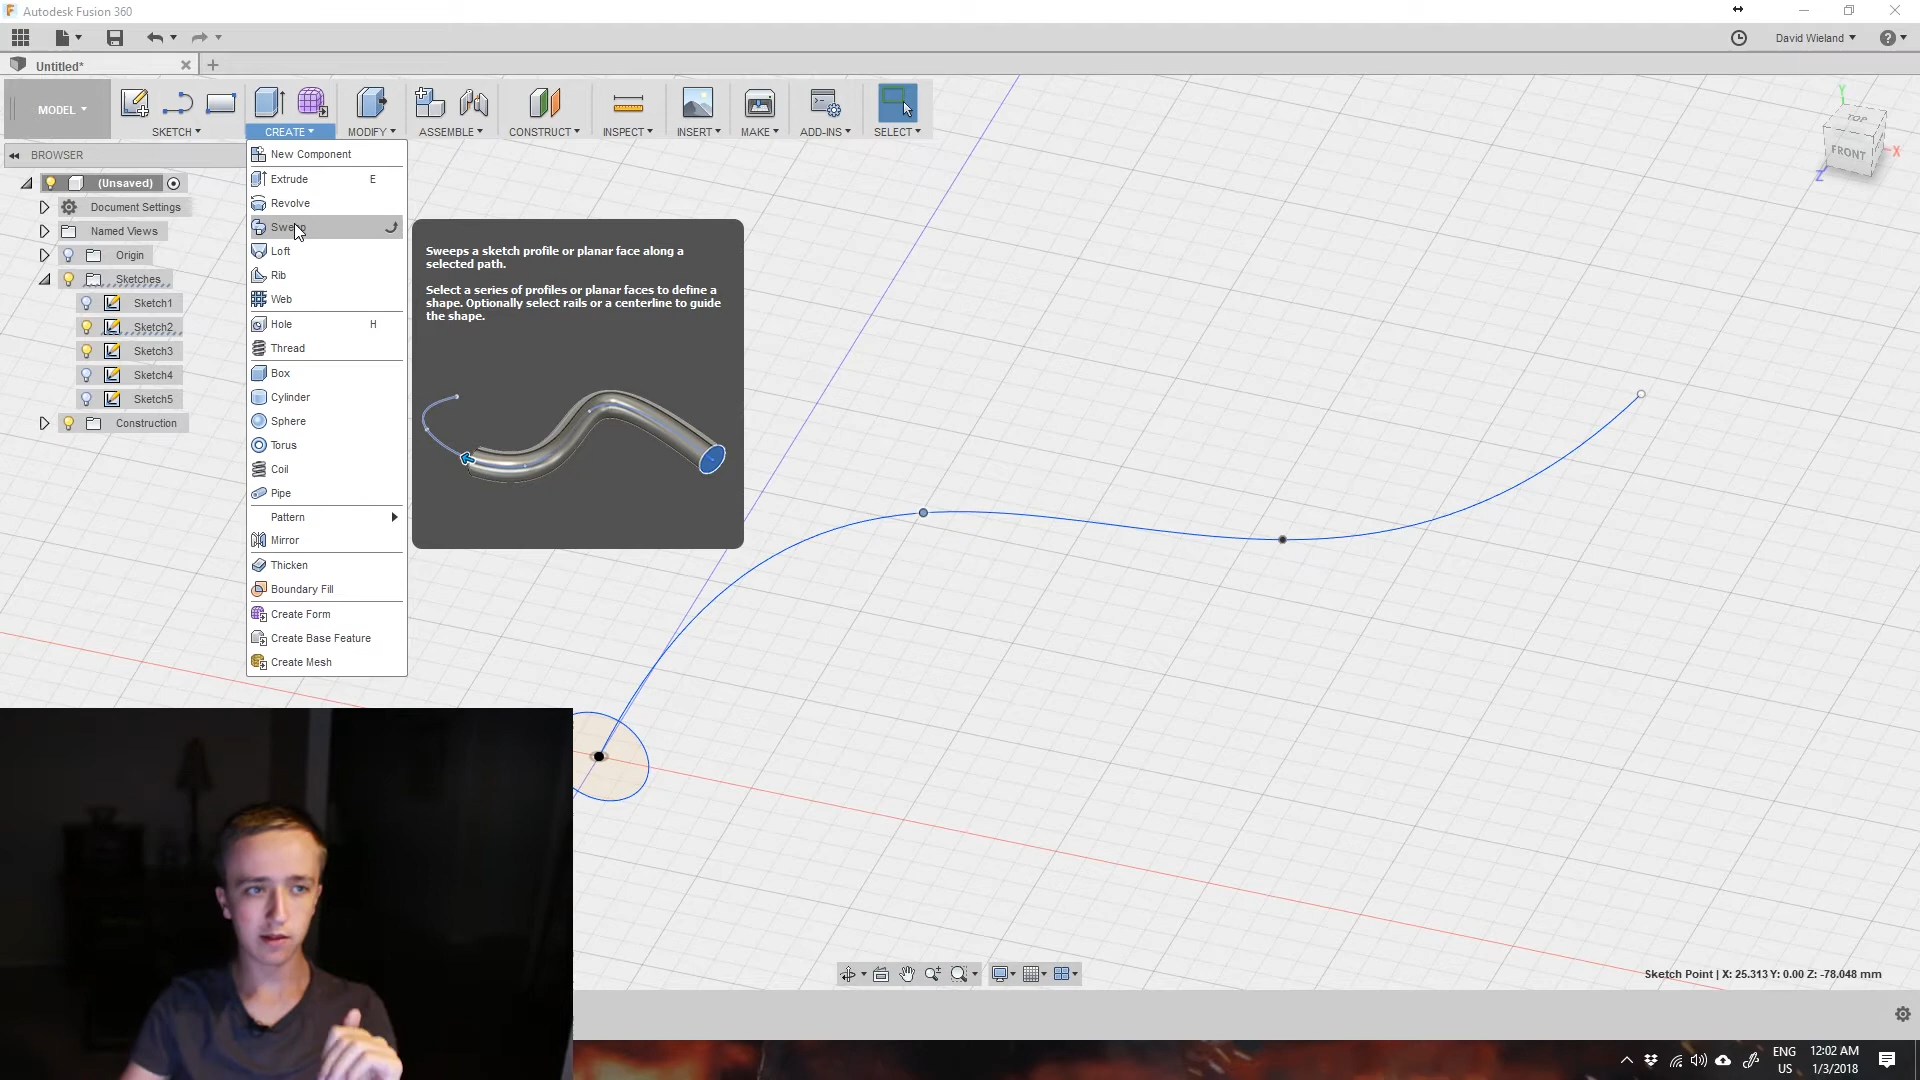 Autodesk Fusion 360
David Wieland
Untitled*
MODEL
SKETCH
CREATE
MODIFY
ASSEMBLE
CONSTRUCT
INSPECT
INSERT
MAKE
ADD-INS
SELECT
BROWSER
(Unsaved)
Document Settings
Named Views
Origin
Sketches
Sketch1
Sketch2
Sketch3
Sketch4
Sketch5
Construction
New Component
Extrude E
Revolve
Sweep
Loft
Rib
Web
Hole H
Thread
Box
Cylinder
Sphere
Torus
Coil
Pipe
Pattern
Mirror
Thicken
Boundary Fill
Create Form
Create Base Feature
Create Mesh
Sweeps a sketch profile or planar face along a
selected path.
Select a series of profiles or planar faces to define a
shape. Optionally select rails or a centerline to guide
the shape.
Y
TOP
FRONT
X
Z
Sketch Point | X: 25.313 Y: 0.00 Z: -78.048 mm
ENG
US
12:02 AM
1/3/2018